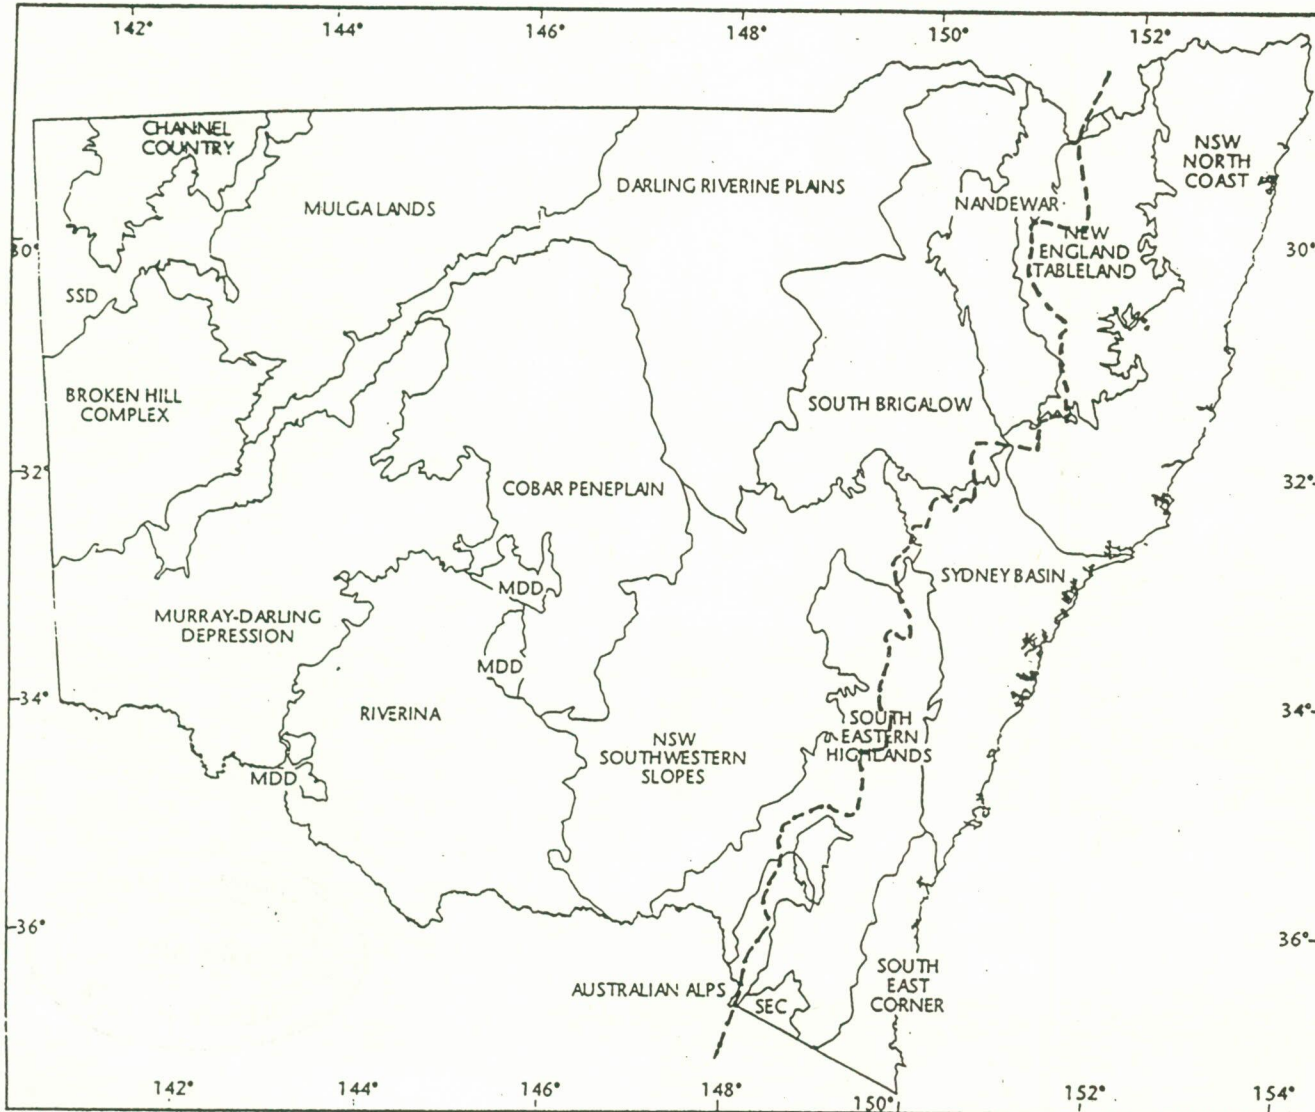 142°
144°
146°
148°
150°
152°
CHANNEL
COUNTRY
MULGA LANDS
DARLING RIVERINE PLAINS
NANDEWAR
NSW
NORTH
COAST
NEW
ENGLAND
TABLELAND
30°
30°
SSD
BROKEN HILL
COMPLEX
SOUTH BRIGALOW
32°
COBAR PENEPLAIN
32°
MDD
SYDNEY BASIN
MURRAY-DARLING
DEPRESSION
MDD
34°
RIVERINA
NSW
SOUTHWESTERN
SLOPES
SOUTH
EASTERN
HIGHLANDS
34°
MDD
36°
36°
AUSTRALIAN ALPS
SEC
SOUTH
EAST
CORNER
142°
144°
146°
148°
150°
152°
154°